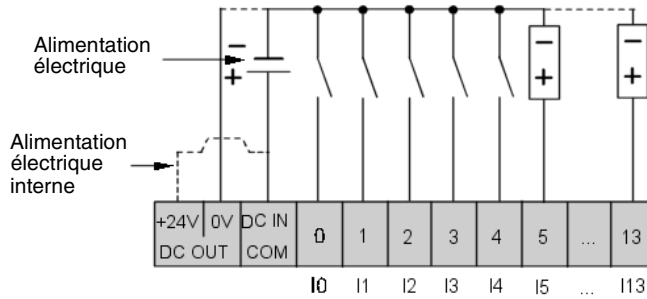 Alimentation
électrique
−
+
−
+
−
+
Alimentation
électrique
interne
+24V 0V DC IN 0 1 2 3 4 5 ... 13
DC OUT COM
I0 I1 I2 I3 I4 I5 ... I13